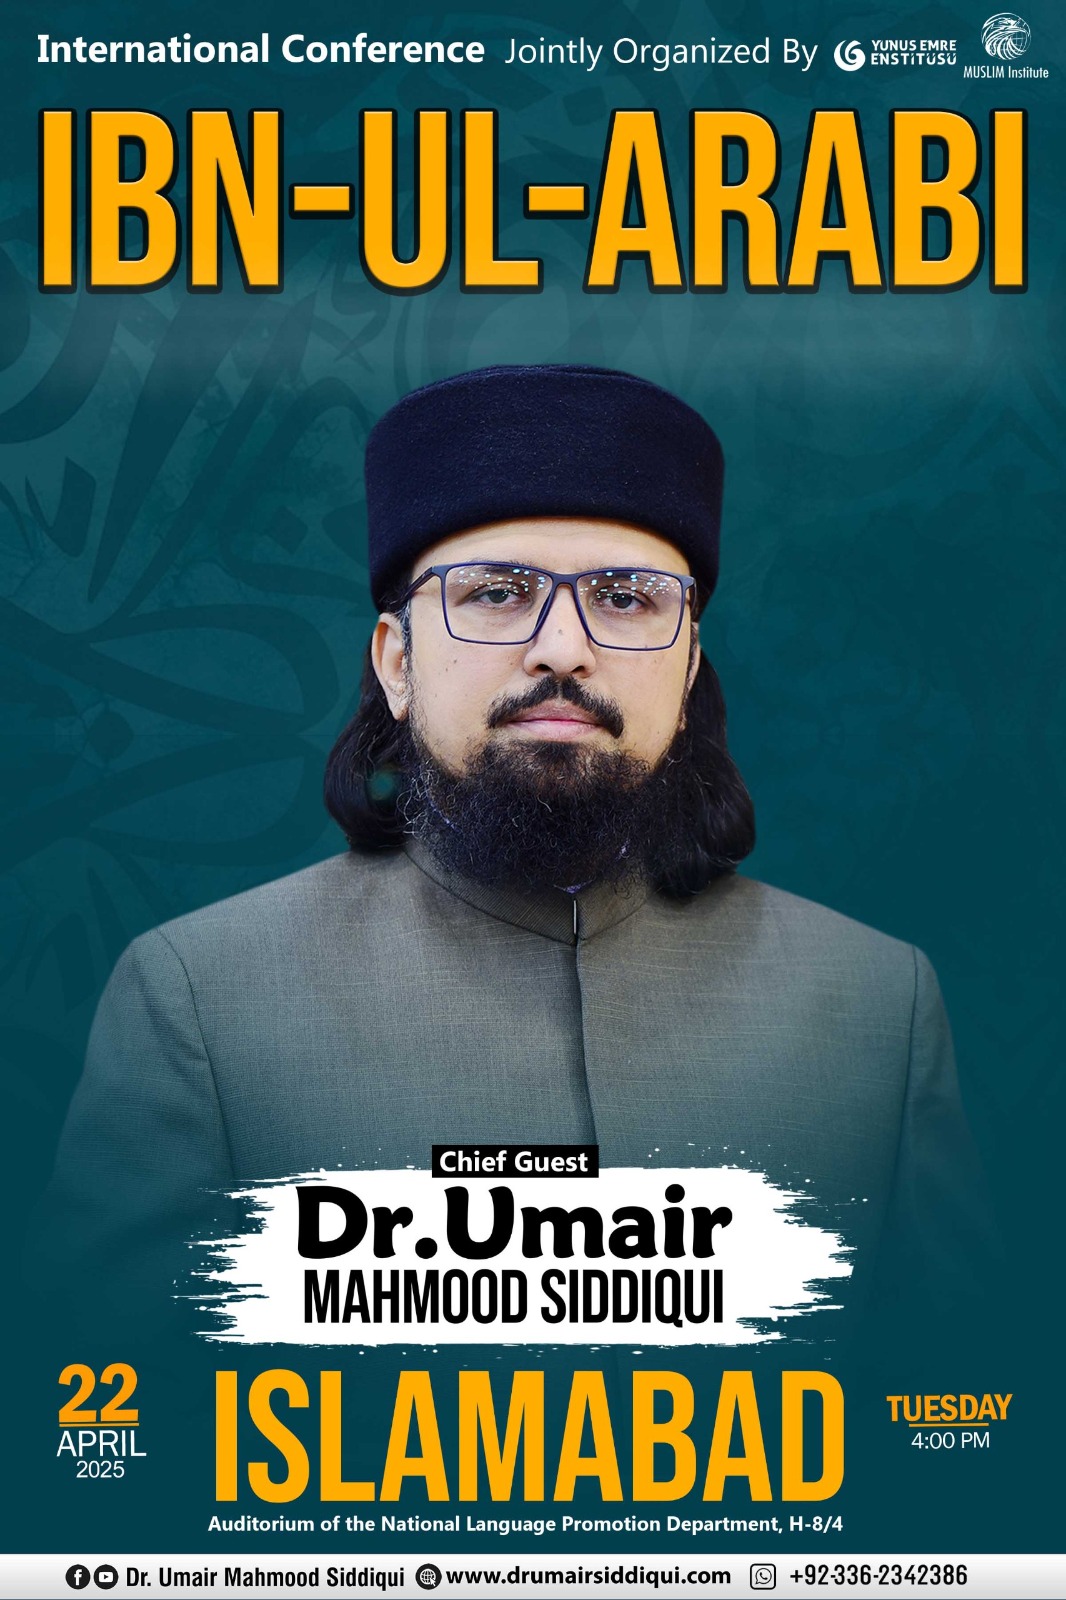 International Conference Jointly Organized By YUNUS EMRE ENSTİTÜSÜ MUSLIM Institute
IBN-UL-ARABI
Chief Guest
Dr.Umair
MAHMOOD SIDDIQUI
22
APRIL
2025
ISLAMABAD
TUESDAY
4:00 PM
Auditorium of the National Language Promotion Department, H-8/4
Dr. Umair Mahmood Siddiqui www.drumairsiddiqui.com +92-336-2342386